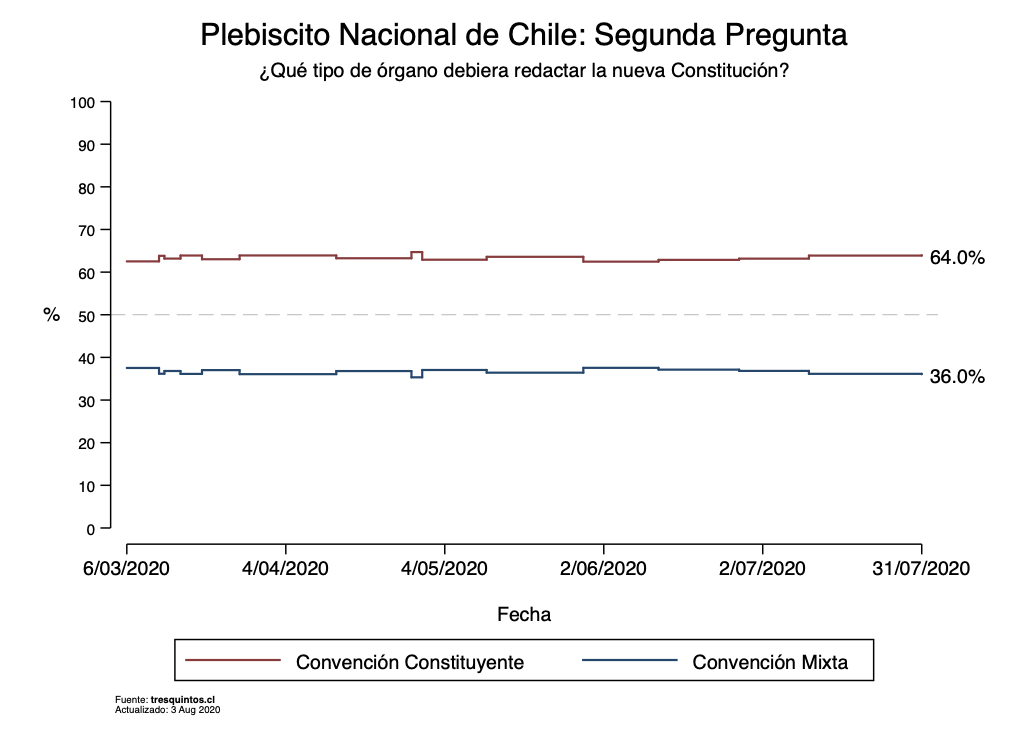 Plebiscito Nacional de Chile: Segunda Pregunta
¿Qué tipo de órgano debiera redactar la nueva Constitución?
100
90
80
70
60
50
40
30
20
10
0
%
64.0%
36.0%
6/03/2020 4/04/2020 4/05/2020 2/06/2020 2/07/2020 31/07/2020
Fecha
Convención Constituyente Convención Mixta
Fuente: tresquintos.cl
Actualizado: 3 Aug 2020